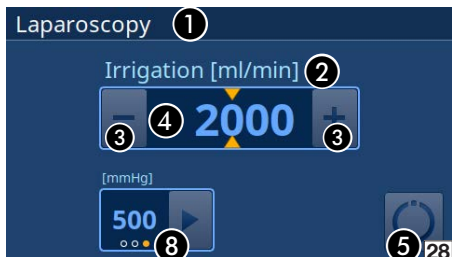 Laparoscopy 1
Irrigation [ml/min] 2
− 4 2000 +
3 3
[mmHg]
500
8 5 28